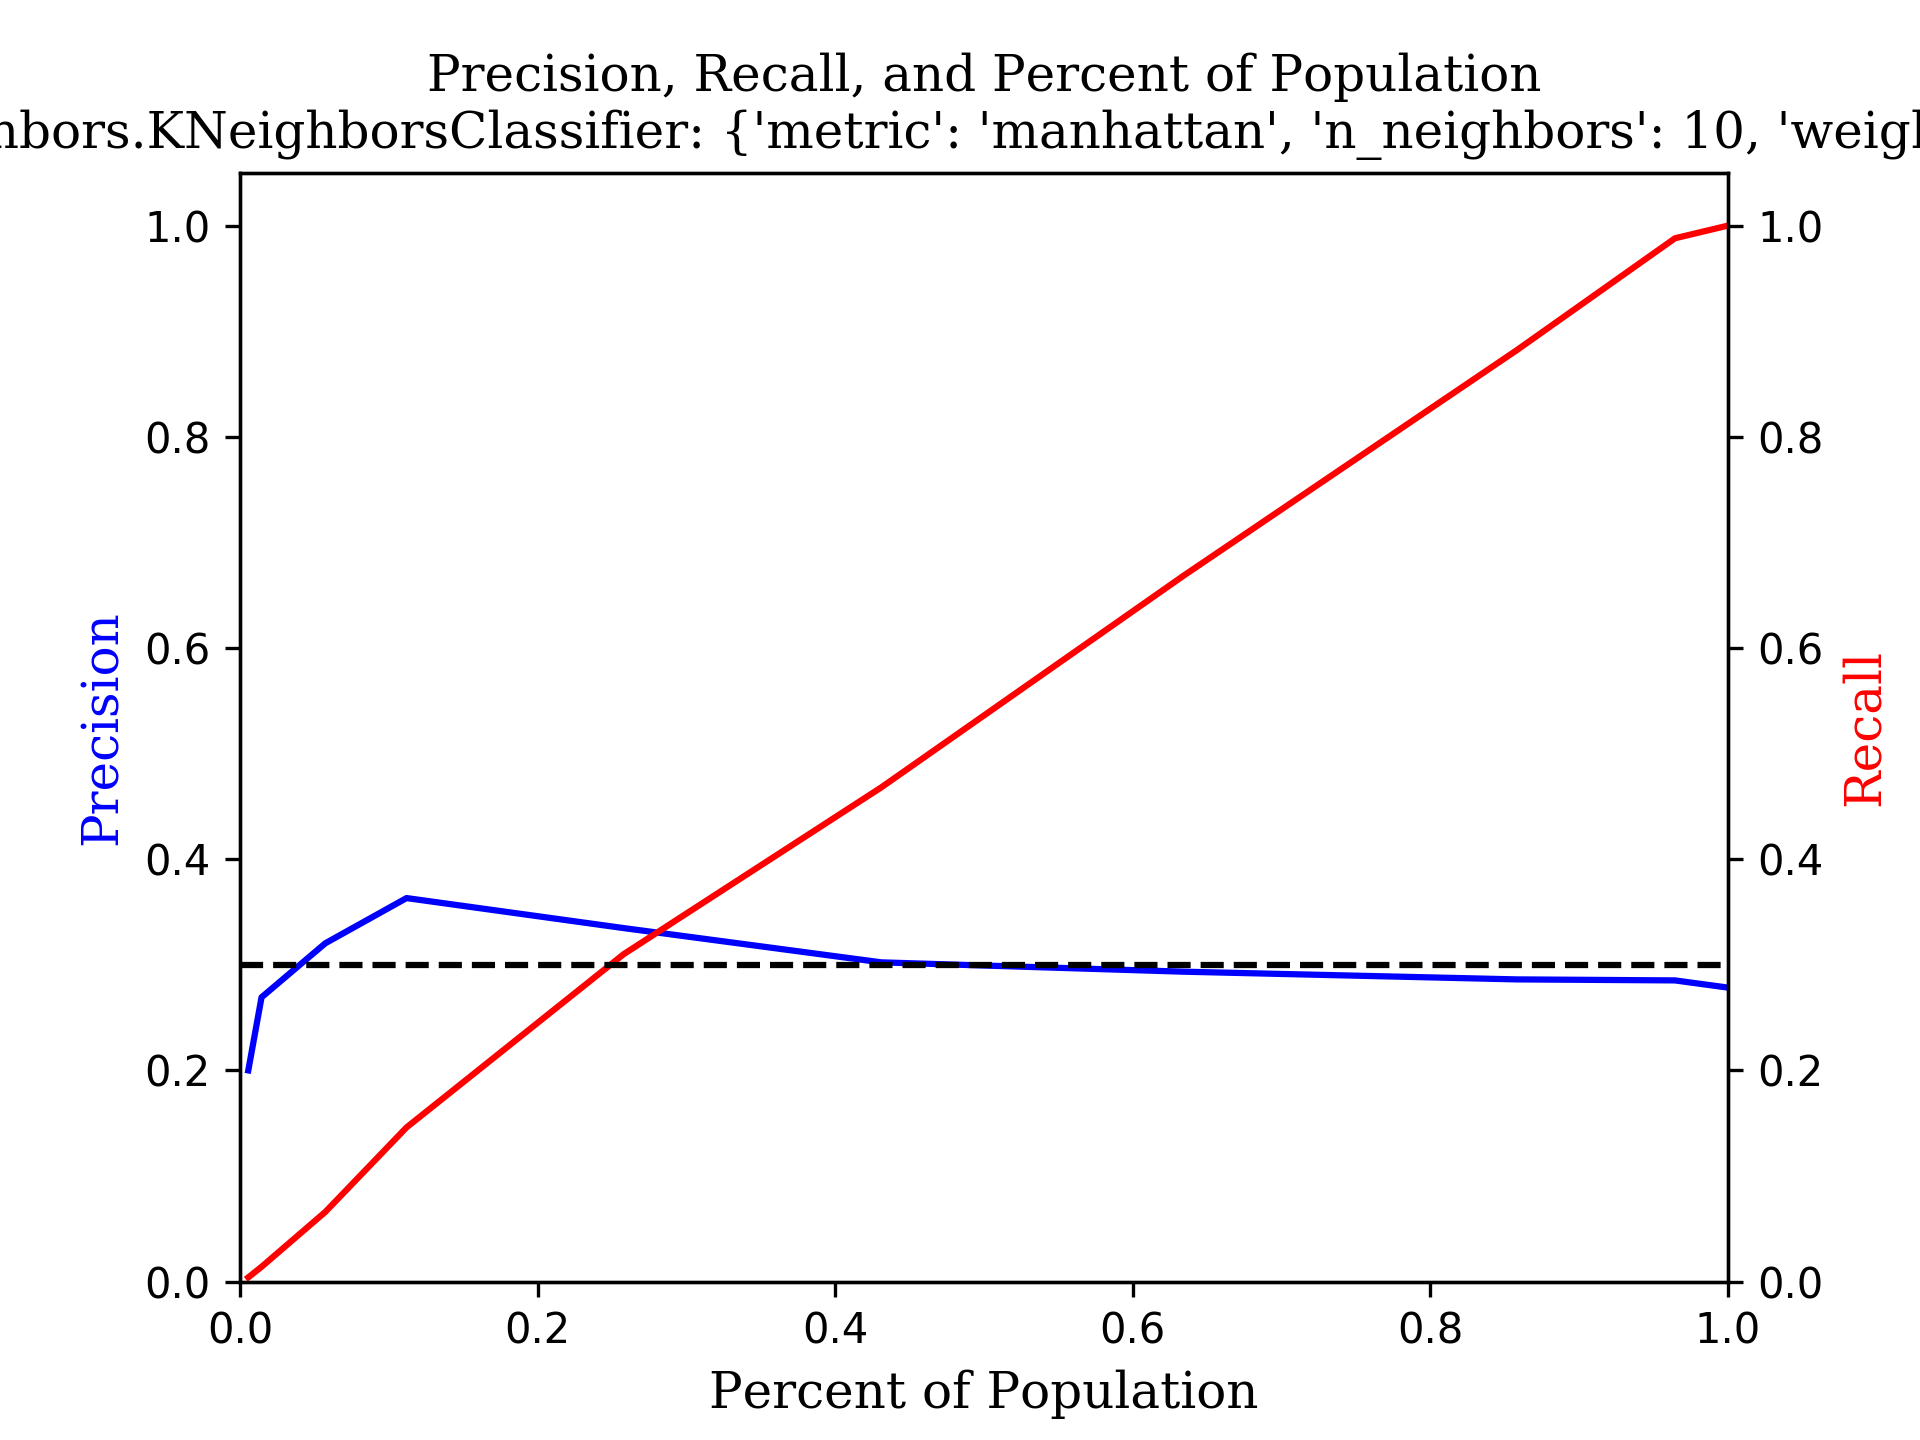 Precision, Recall, and Percent of Population
nbors.KNeighborsClassifier: {'metric': 'manhattan', 'n_neighbors': 10, 'weigh
1.0
0.8
0.6
0.4
0.2
0.0
Precision
1.0
0.8
0.6
0.4
0.2
0.0
Recall
0.0 0.2 0.4 0.6 0.8 1.0
Percent of Population